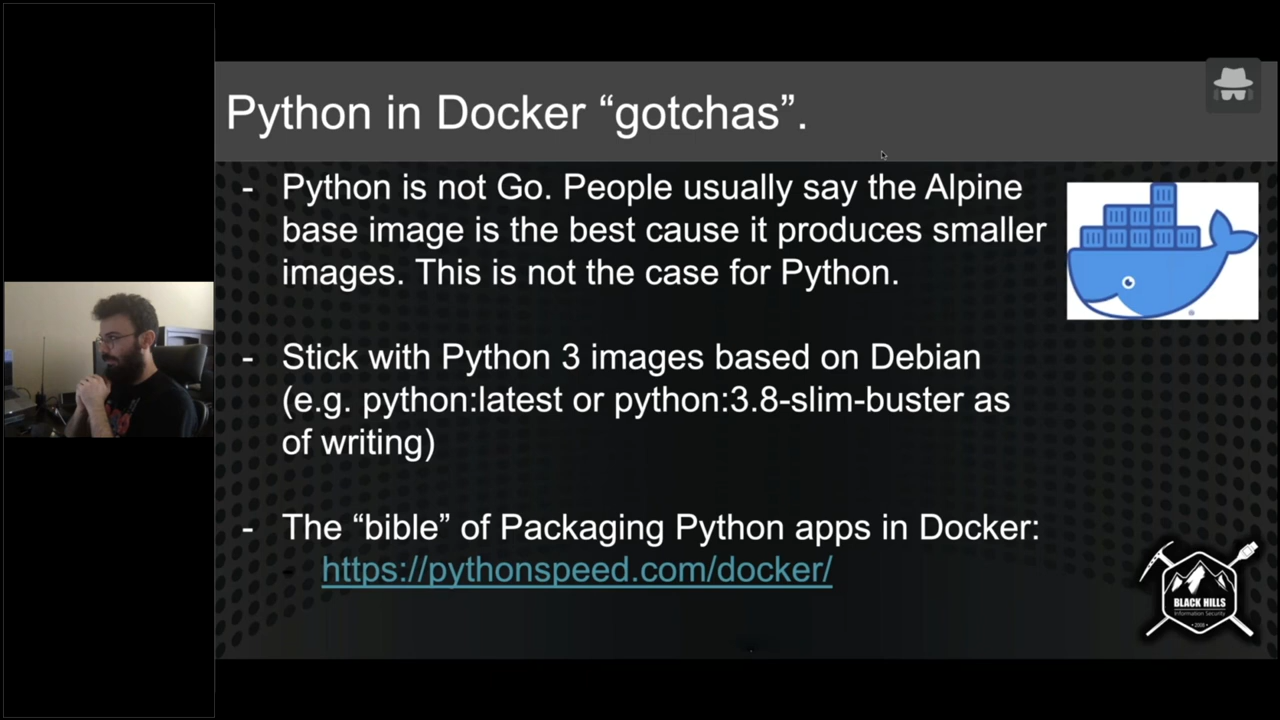 Python in Docker “gotchas”.
- Python is not Go. People usually say the Alpine
base image is the best cause it produces smaller
images. This is not the case for Python.
- Stick with Python 3 images based on Debian
(e.g. python:latest or python:3.8-slim-buster as
of writing)
- The “bible” of Packaging Python apps in Docker:
https://pythonspeed.com/docker/
BLACK HILLS
Information Security
• 2008 •